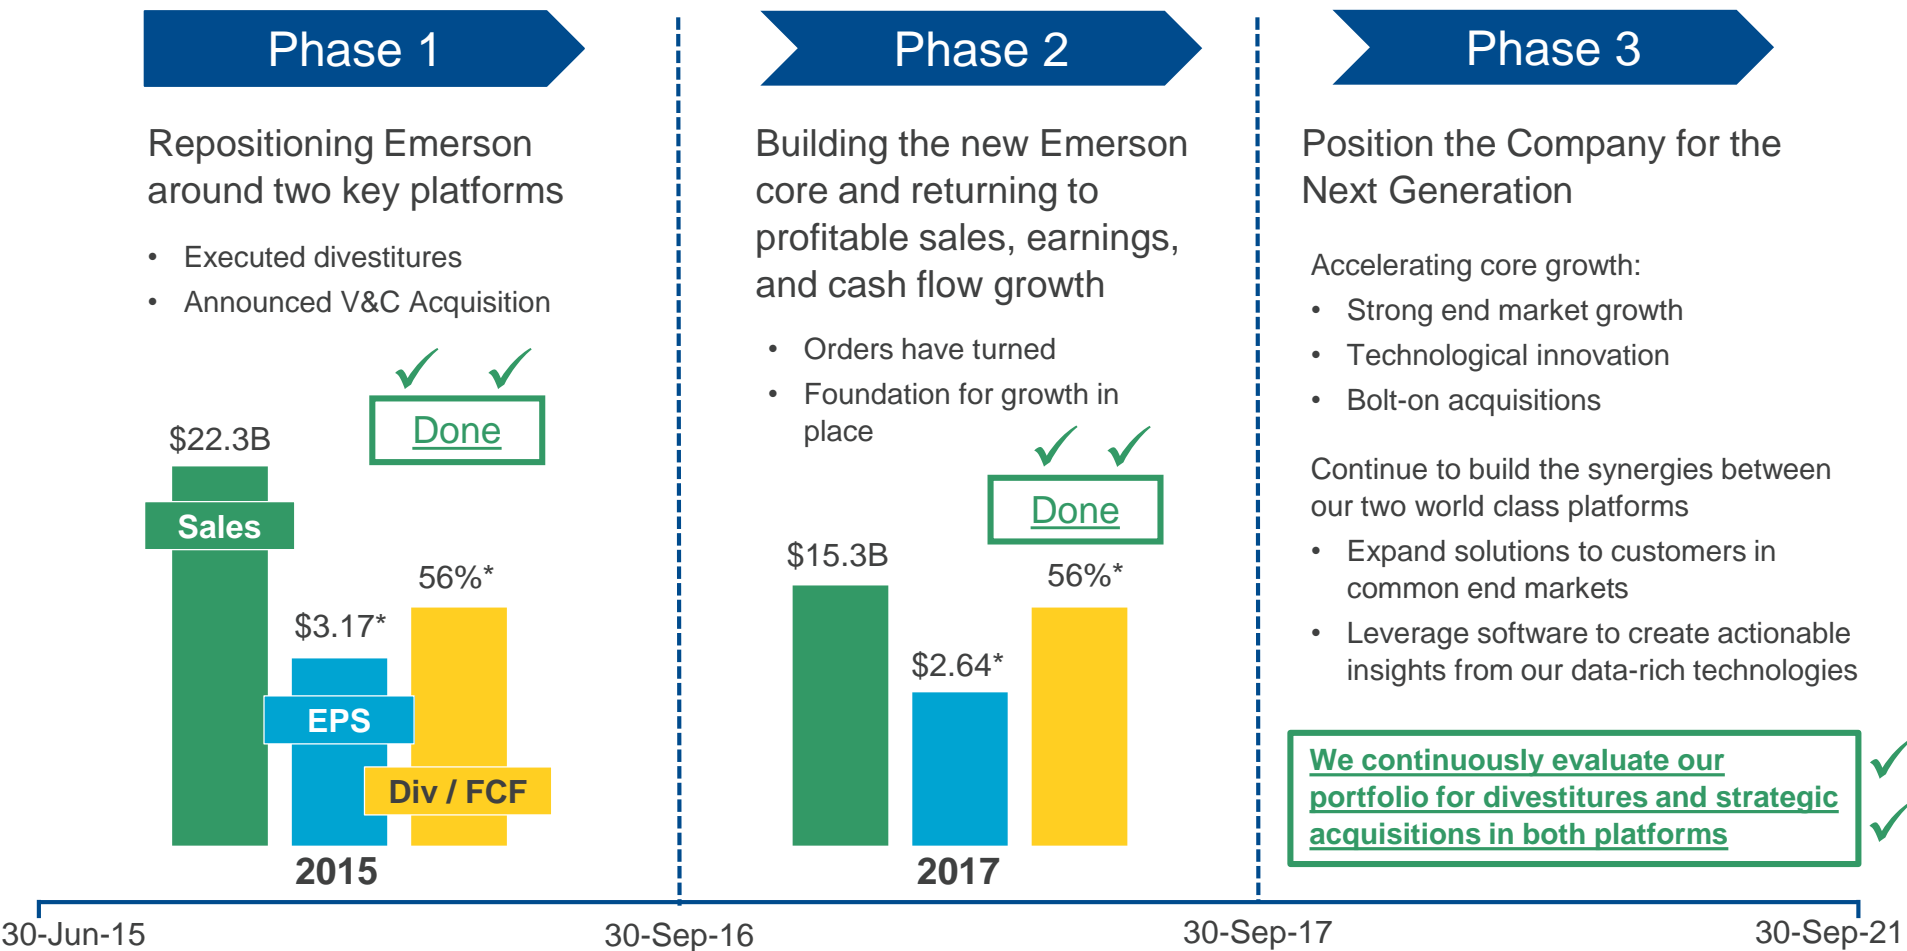 Phase 1
Repositioning Emerson
around two key platforms
• Executed divestitures
• Announced V&C Acquisition
Done
$22.3B
Sales
$3.17*
EPS
56%*
Div / FCF
2015
Phase 2
Building the new Emerson
core and returning to
profitable sales, earnings,
and cash flow growth
• Orders have turned
• Foundation for growth in
place
Done
$15.3B
$2.64*
56%*
2017
Phase 3
Position the Company for the
Next Generation
Accelerating core growth:
• Strong end market growth
• Technological innovation
• Bolt-on acquisitions
Continue to build the synergies between
our two world class platforms
• Expand solutions to customers in
common end markets
• Leverage software to create actionable
insights from our data-rich technologies
We continuously evaluate our
portfolio for divestitures and strategic
acquisitions in both platforms
30-Jun-15
30-Sep-16
30-Sep-17
30-Sep-21